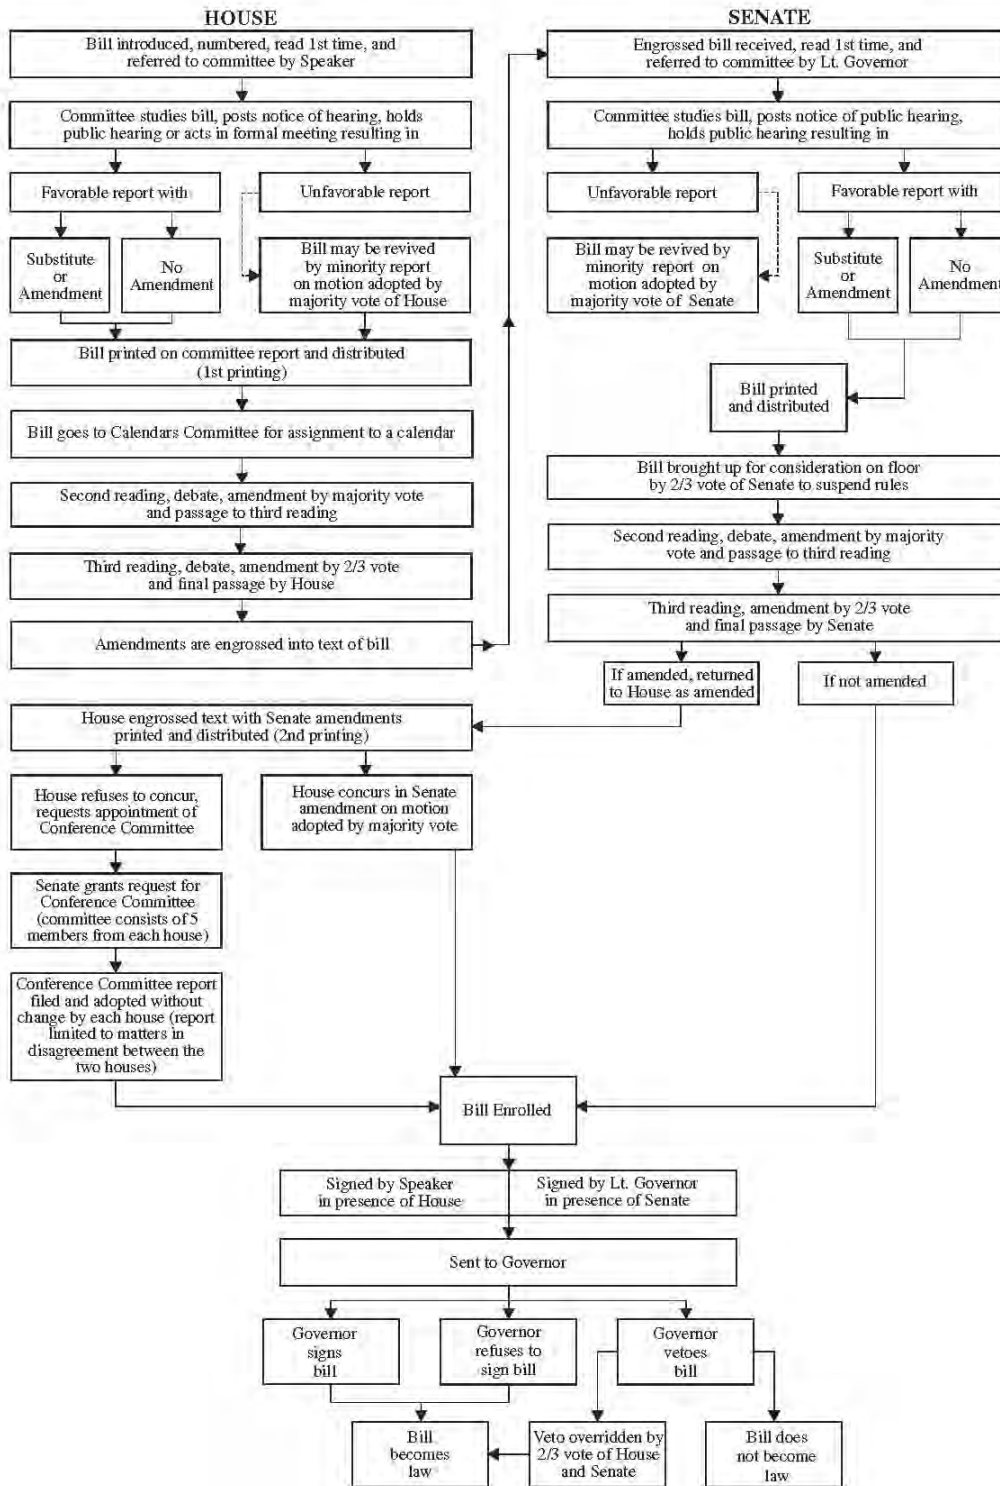 HOUSE
Bill introduced, numbered, read 1st time, and
referred to committee by Speaker
Committee studies bill, posts notice of hearing, holds
public hearing or acts in formal meeting resulting in
Favorable report with
Unfavorable report
Substitute
or
Amendment
No
Amendment
Bill may be revived
by minority report
on motion adopted by
majority vote of House
Bill printed on committee report and distributed
(1st printing)
Bill goes to Calendars Committee for assignment to a calendar
Second reading, debate, amendment by majority vote
and passage to third reading
Third reading, debate, amendment by 2/3 vote
and final passage by House
Amendments are engrossed into text of bill
SENATE
Engrossed bill received, read 1st time, and
referred to committee by Lt. Governor
Committee studies bill, posts notice of public hearing,
holds public hearing resulting in
Unfavorable report
Favorable report with
Bill may be revived by
minority report on
motion adopted by
majority vote of Senate
Substitute
or
Amendment
No
Amendment
Bill printed
and distributed
Bill brought up for consideration on floor
by 2/3 vote of Senate to suspend rules
Second reading, debate, amendment by majority
vote and passage to third reading
Third reading, amendment by 2/3 vote
and final passage by Senate
If amended, returned
to House as amended
If not amended
House engrossed text with Senate amendments
printed and distributed (2nd printing)
House refuses to concur,
requests appointment of
Conference Committee
House concurs in Senate
amendment on motion
adopted by majority vote
Senate grants request for
Conference Committee
(committee consists of 5
members from each house)
Conference Committee report
filed and adopted without
change by each house (report
limited to matters in
disagreement between the
two houses)
Bill Enrolled
Signed by Speaker
in presence of House
Signed by Lt. Governor
in presence of Senate
Sent to Governor
Governor
signs
bill
Governor
refuses to
sign bill
Governor
vetoes
bill
Bill
becomes
law
Veto overridden by
2/3 vote of House
and Senate
Bill does
not become
law